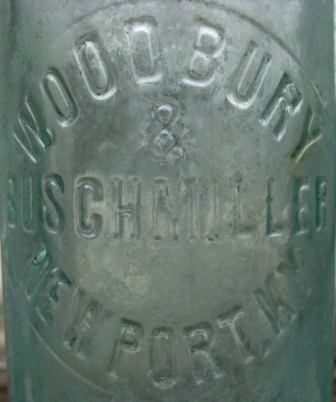 WOODBURY
&
BUSCHMILLER
NEWPORT. KY.